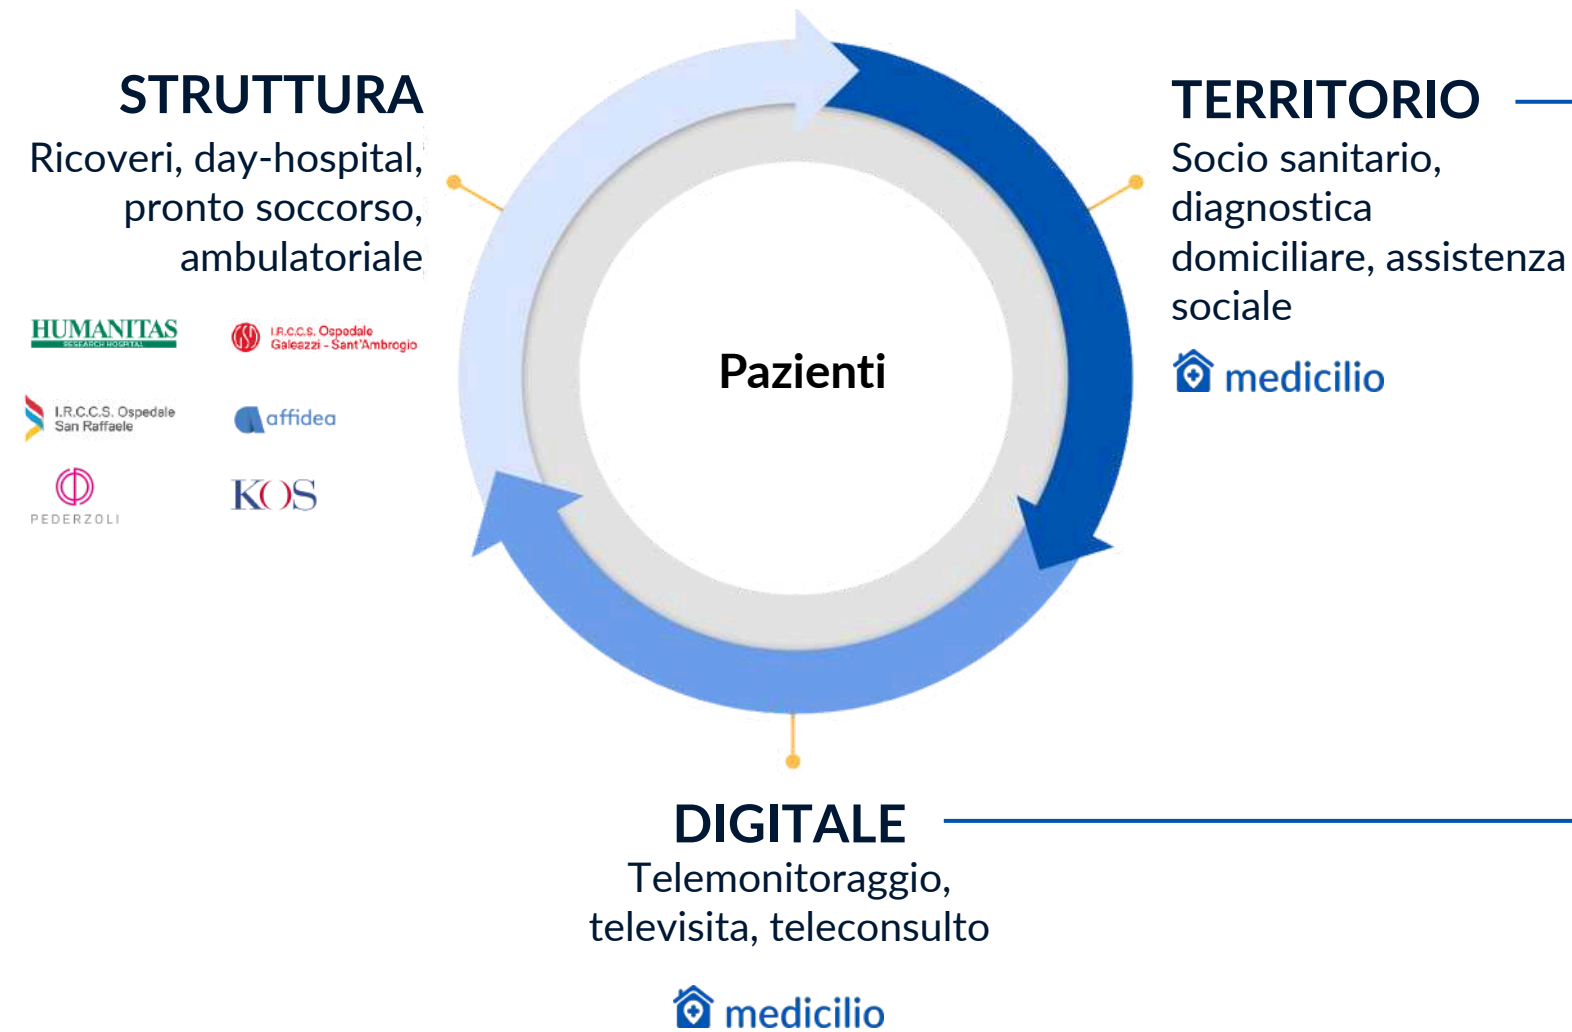 STRUTTURA
Ricoveri, day-hospital,
pronto soccorso,
ambulatoriale
HUMANITAS
RESEARCH HOSPITAL
I.R.C.C.S. Ospedale
Galeazzi - Sant'Ambrogio
I.R.C.C.S. Ospedale
San Raffaele
affidea
PEDERZOLI
KOS
Pazienti
TERRITORIO
Socio sanitario,
diagnostica
domiciliare, assistenza
sociale
medicilio
DIGITALE
Telemonitoraggio,
televisita, teleconsulto
medicilio